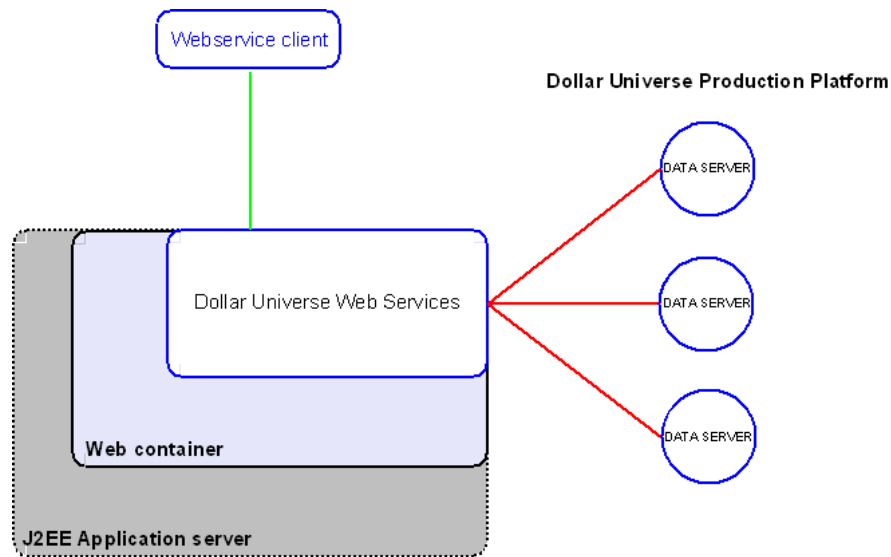 Webservice client
Dollar Universe Production Platform
DATA SERVER
Dollar Universe Web Services
DATA SERVER
DATA SERVER
Web container
J2EE Application server